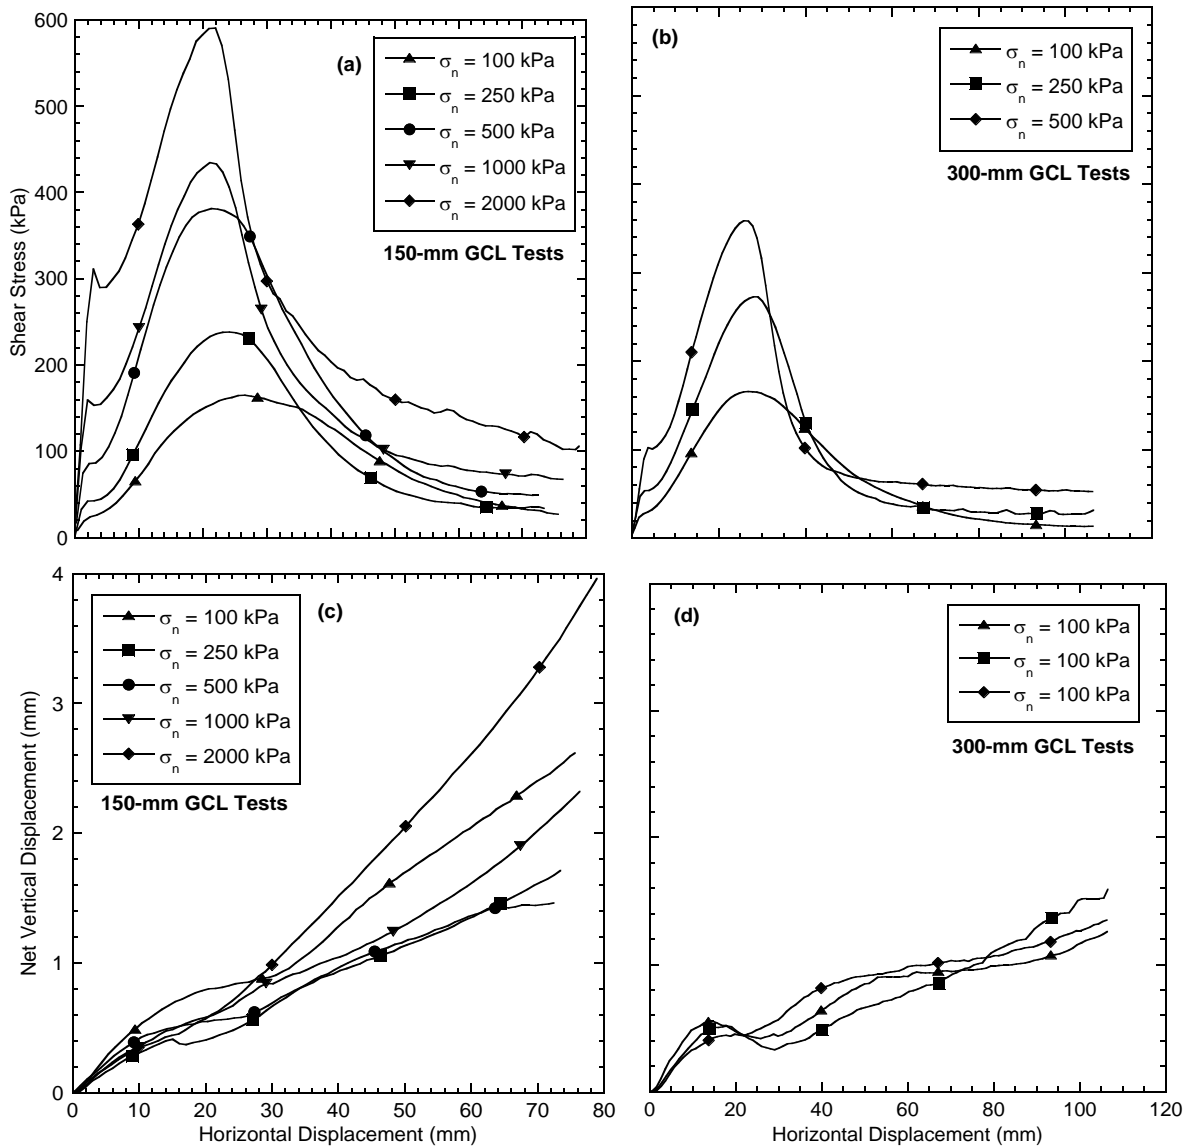 600
500
400
300
200
100
0
Shear Stress (kPa)
(a)
σn = 100 kPa
σn = 250 kPa
σn = 500 kPa
σn = 1000 kPa
σn = 2000 kPa
150-mm GCL Tests
(b)
σn = 100 kPa
σn = 250 kPa
σn = 500 kPa
300-mm GCL Tests
4
3
2
1
0
Net Vertical Displacement (mm)
(c)
σn = 100 kPa
σn = 250 kPa
σn = 500 kPa
σn = 1000 kPa
σn = 2000 kPa
150-mm GCL Tests
0 10 20 30 40 50 60 70 80
Horizontal Displacement (mm)
(d)
σn = 100 kPa
σn = 100 kPa
σn = 100 kPa
300-mm GCL Tests
0 20 40 60 80 100 120
Horizontal Displacement (mm)